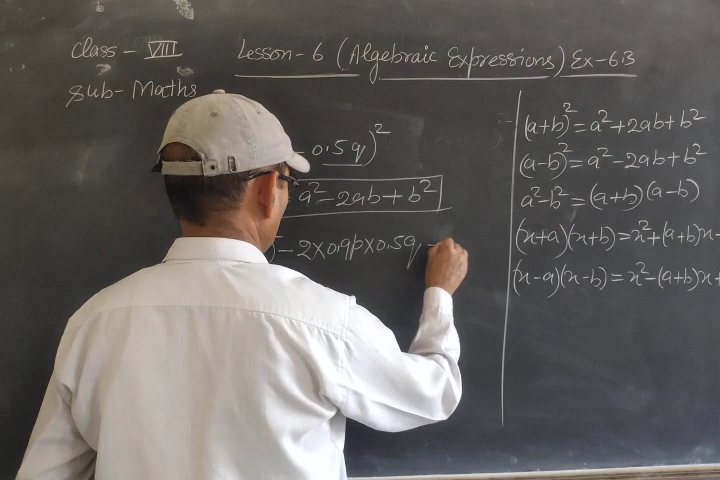 Class - VIII
Lesson - 6 (Algebraic Expressions) Ex - 6.3
Sub - Maths
- 0.5q)²
= a² - 2ab + b²
) - 2×0.9p×0.5q
(a+b)² = a² + 2ab + b²
(a-b)² = a² - 2ab + b²
a² - b² = (a+b)(a-b)
(x+a)(x+b) = x² + (a+b)x
(x-a)(x-b) = x² - (a+b)x +